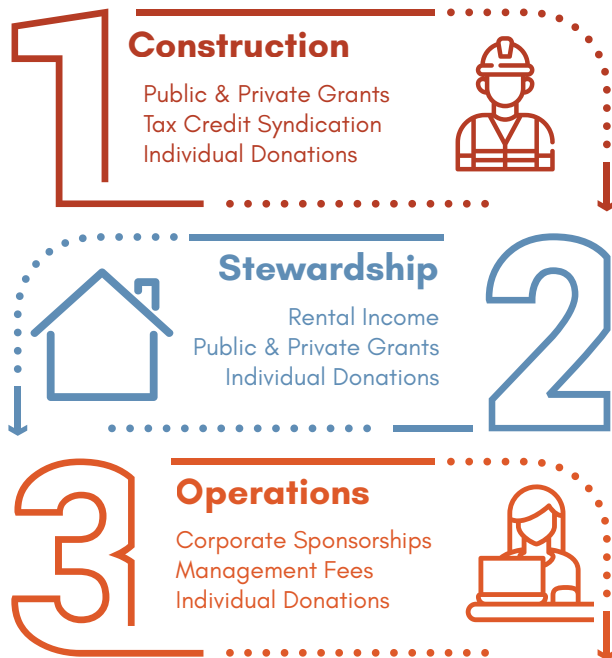 1
Construction
Public & Private Grants
Tax Credit Syndication
Individual Donations
2
Stewardship
Rental Income
Public & Private Grants
Individual Donations
3
Operations
Corporate Sponsorships
Management Fees
Individual Donations